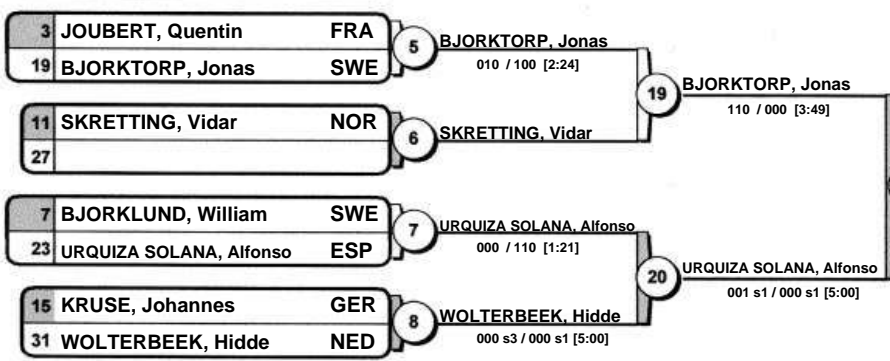 3 JOUBERT, Quentin FRA
19 BJORKTORP, Jonas SWE
5
BJORKTORP, Jonas
010 / 100 [2:24]
11 SKRETTING, Vidar NOR
27
6
SKRETTING, Vidar
19
BJORKTORP, Jonas
110 / 000 [3:49]
7 BJORKLUND, William SWE
23 URQUIZA SOLANA, Alfonso ESP
7
URQUIZA SOLANA, Alfonso
000 / 110 [1:21]
15 KRUSE, Johannes GER
31 WOLTERBEEK, Hidde NED
8
WOLTERBEEK, Hidde
000 s3 / 000 s1 [5:00]
20
URQUIZA SOLANA, Alfonso
001 s1 / 000 s1 [5:00]